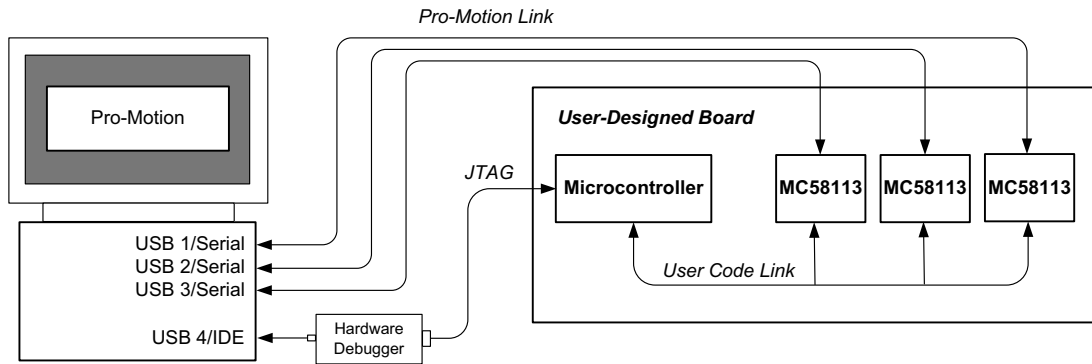 Pro-Motion Link
Pro-Motion
User-Designed Board
JTAG
Microcontroller
MC58113
MC58113
MC58113
USB 1/Serial
USB 2/Serial
USB 3/Serial
User Code Link
USB 4/IDE
Hardware
Debugger